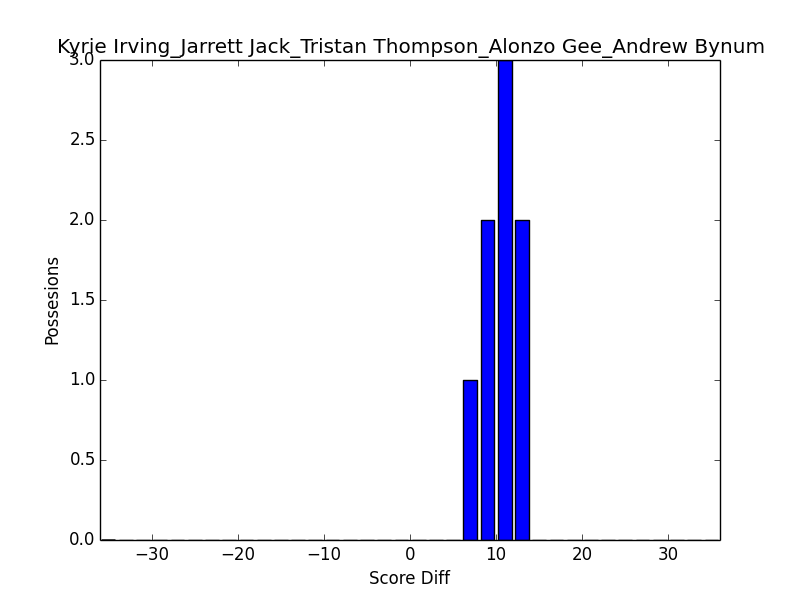 Kyrie Irving_Jarrett Jack_Tristan Thompson_Alonzo Gee_Andrew Bynum
3.0
2.5
2.0
1.5
1.0
0.5
0.0
Possesions
−30 −20 −10 0 10 20 30
Score Diff